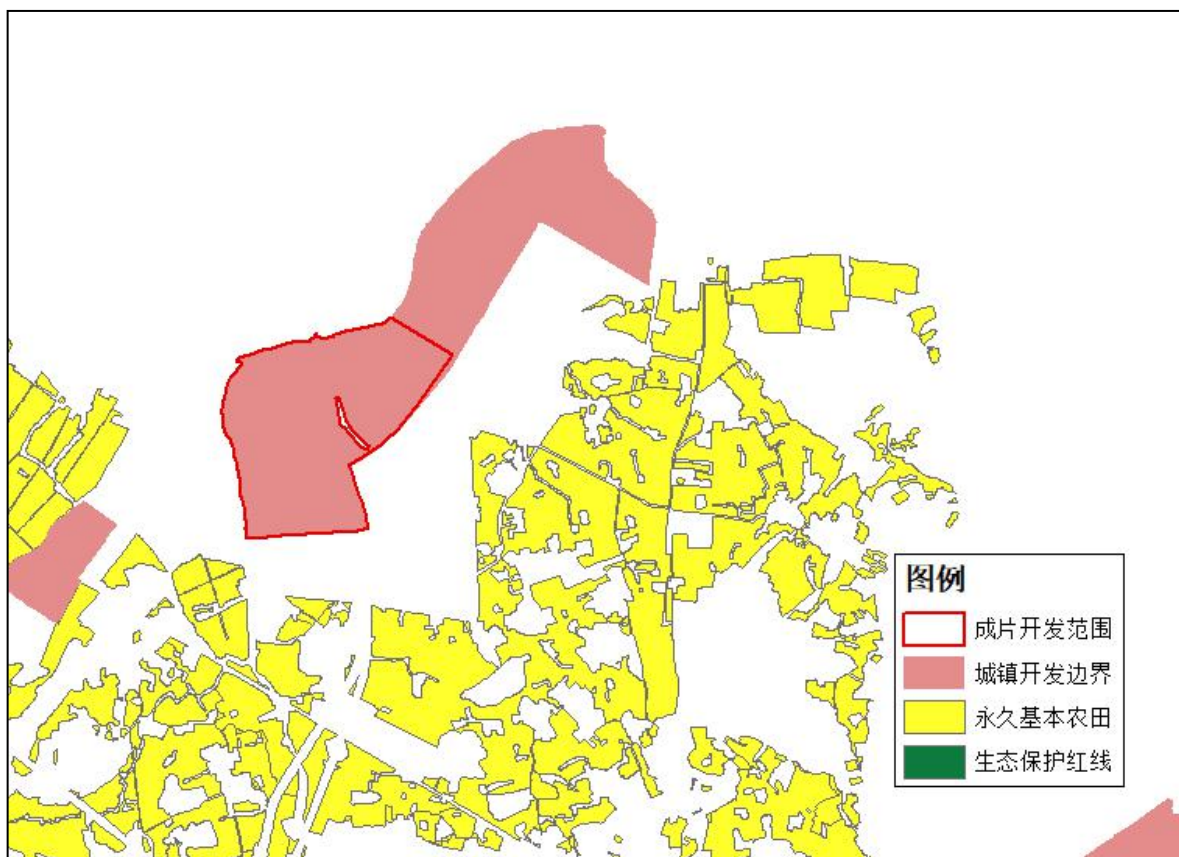 图例
成片开发范围
城镇开发边界
永久基本农田
生态保护红线